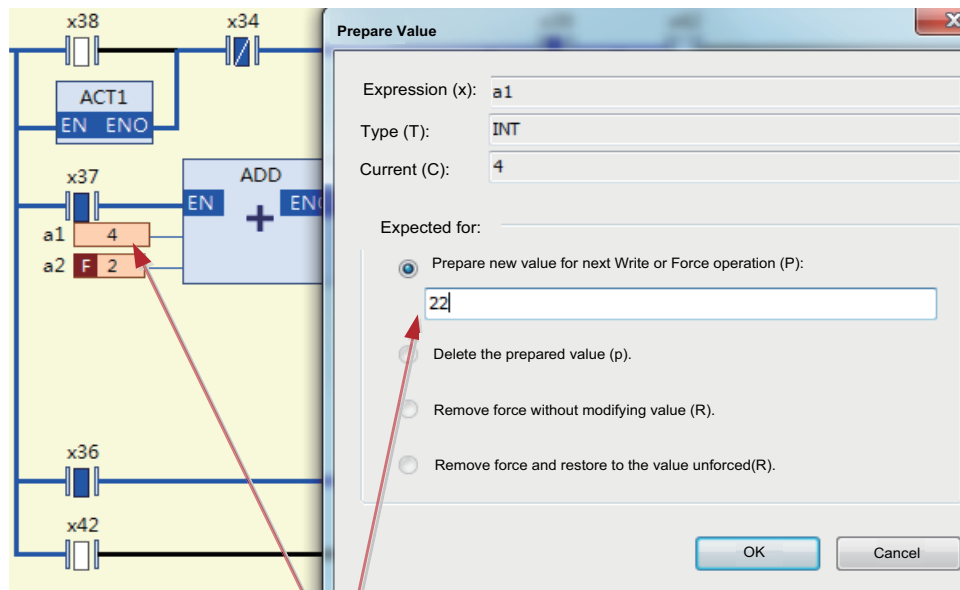 x38
x34
ACT1
EN ENO
x37
ADD
EN
a1 4
a2 F 2
x36
x42
Prepare Value
Expression (x): a1
Type (T): INT
Current (C): 4
Expected for:
Prepare new value for next Write or Force operation (P):
22
Delete the prepared value (p).
Remove force without modifying value (R).
Remove force and restore to the value unforced(R).
OK
Cancel